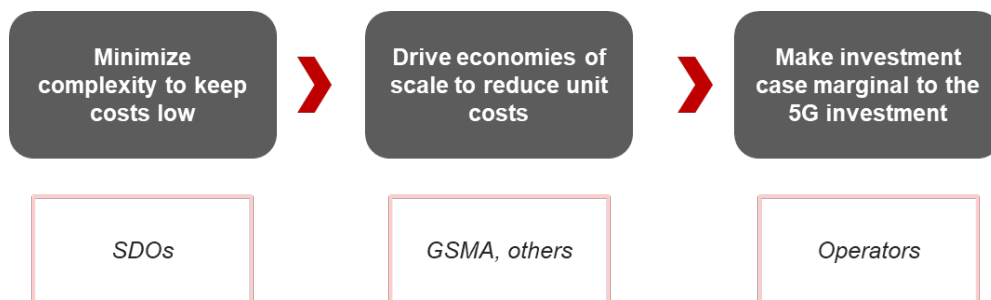 Minimize
complexity to keep
costs low
Drive economies of
scale to reduce unit
costs
Make investment
case marginal to the
5G investment
SDOs
GSMA, others
Operators